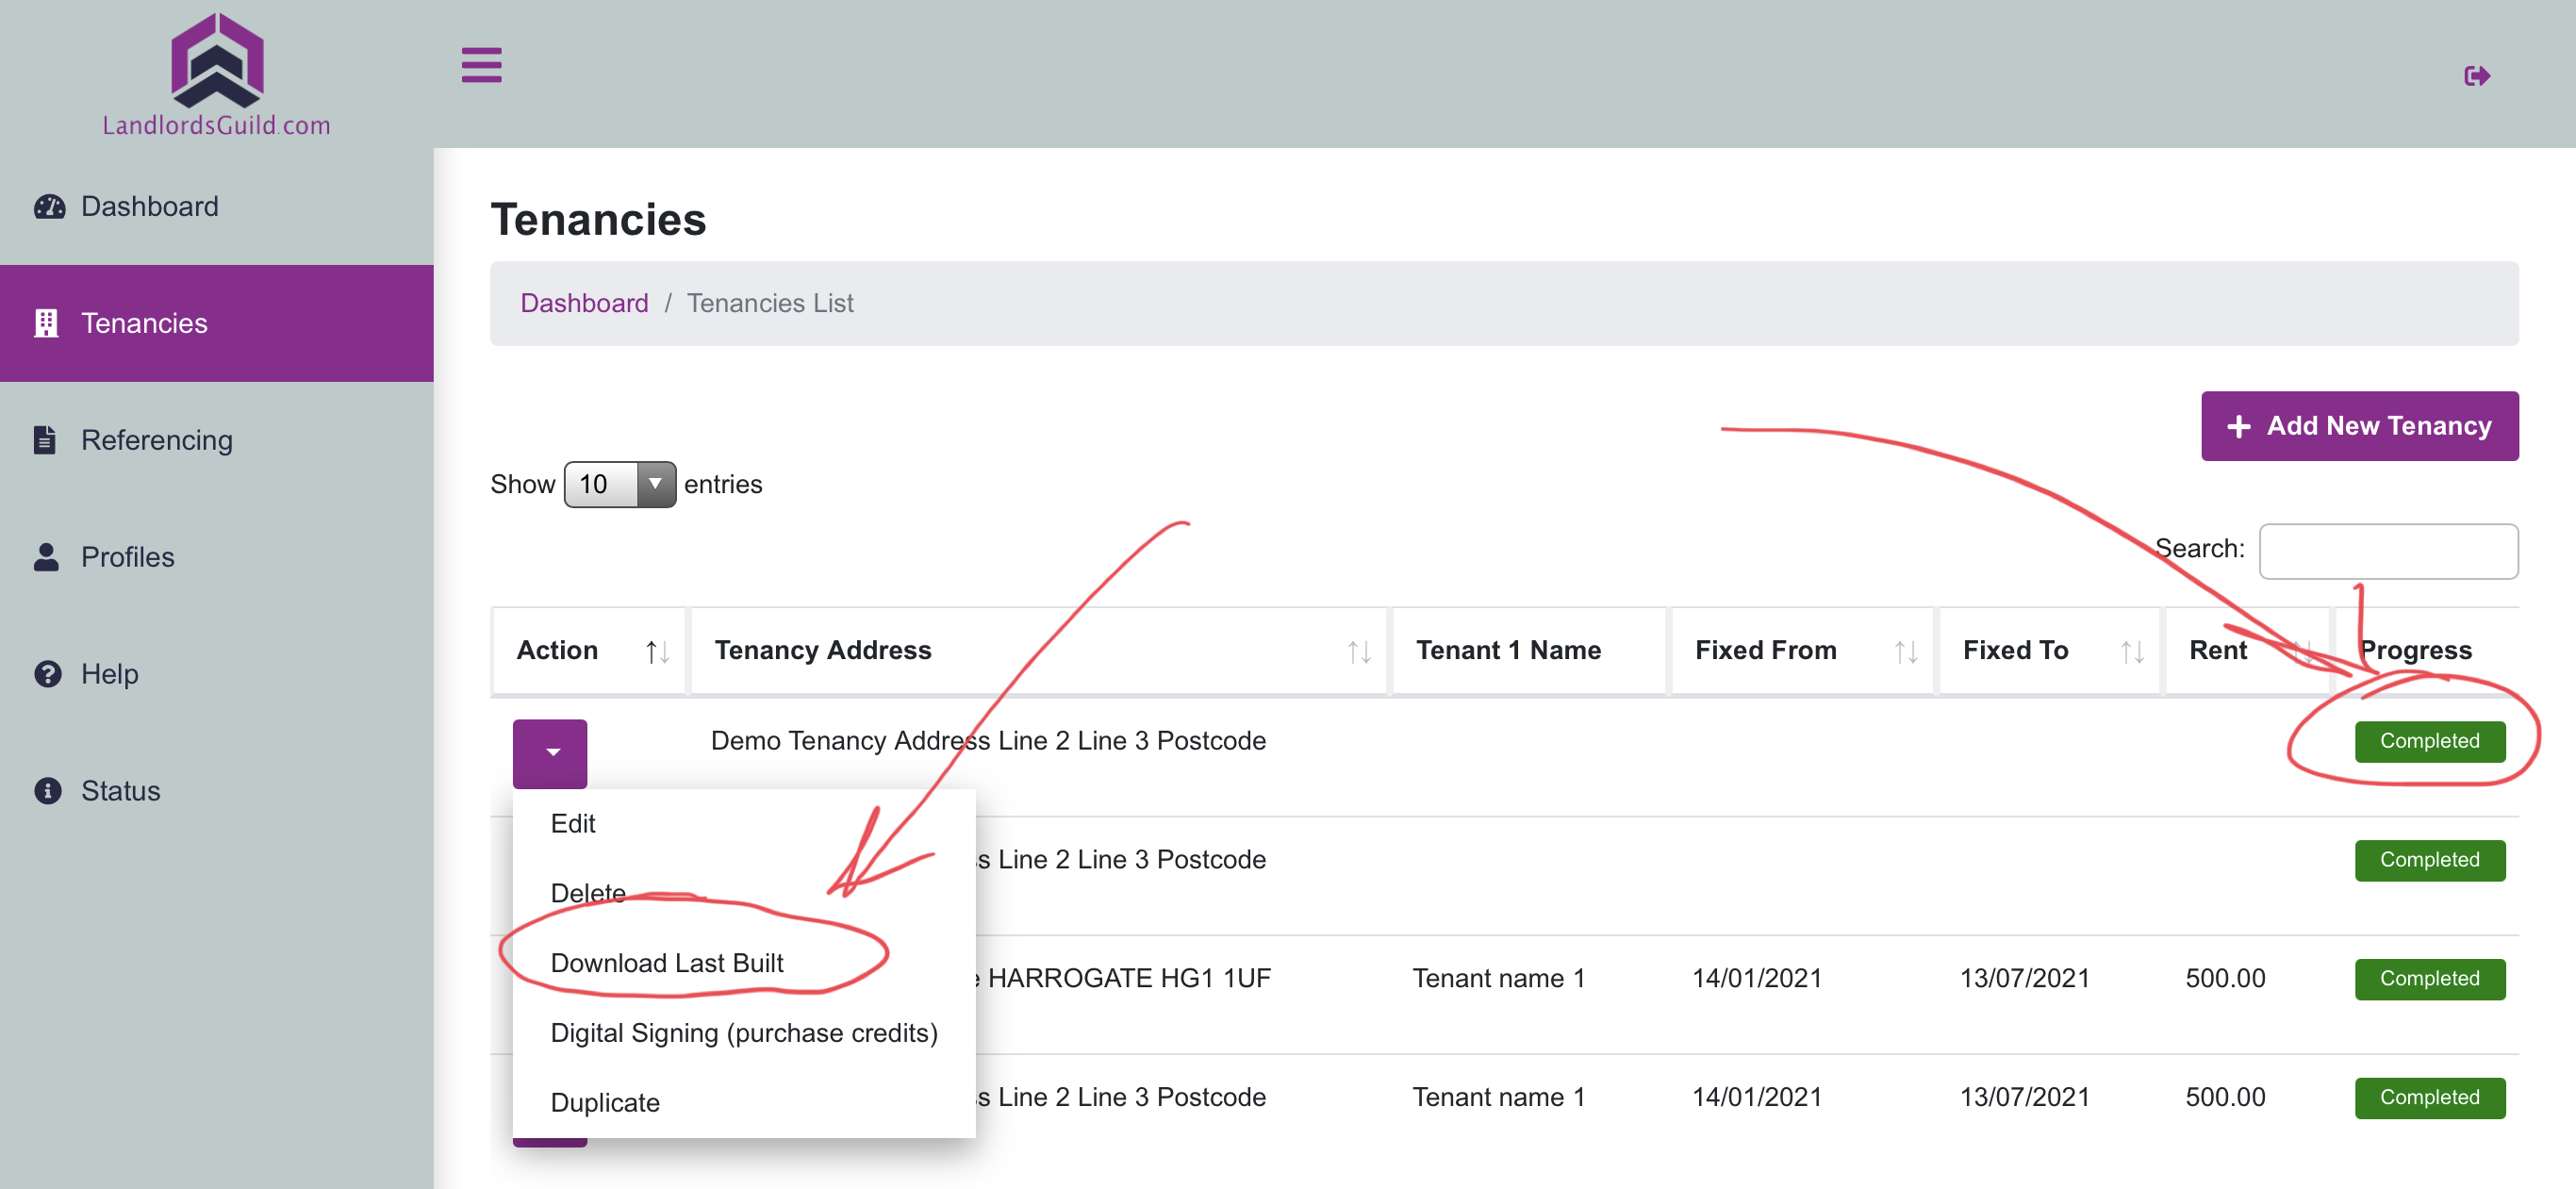 LandlordsGuild.com
Dashboard
Tenancies
Referencing
Profiles
Help
Status
Tenancies
Dashboard / Tenancies List
+ Add New Tenancy
Show 10 entries
Search:
Action Tenancy Address Tenant 1 Name Fixed From Fixed To Rent Progress
Demo Tenancy Address Line 2 Line 3 Postcode Completed
Edit
Delete
Download Last Built
Digital Signing (purchase credits)
Duplicate
s Line 2 Line 3 Postcode Completed
HARROGATE HG1 1UF Tenant name 1 14/01/2021 13/07/2021 500.00 Completed
s Line 2 Line 3 Postcode Tenant name 1 14/01/2021 13/07/2021 500.00 Completed